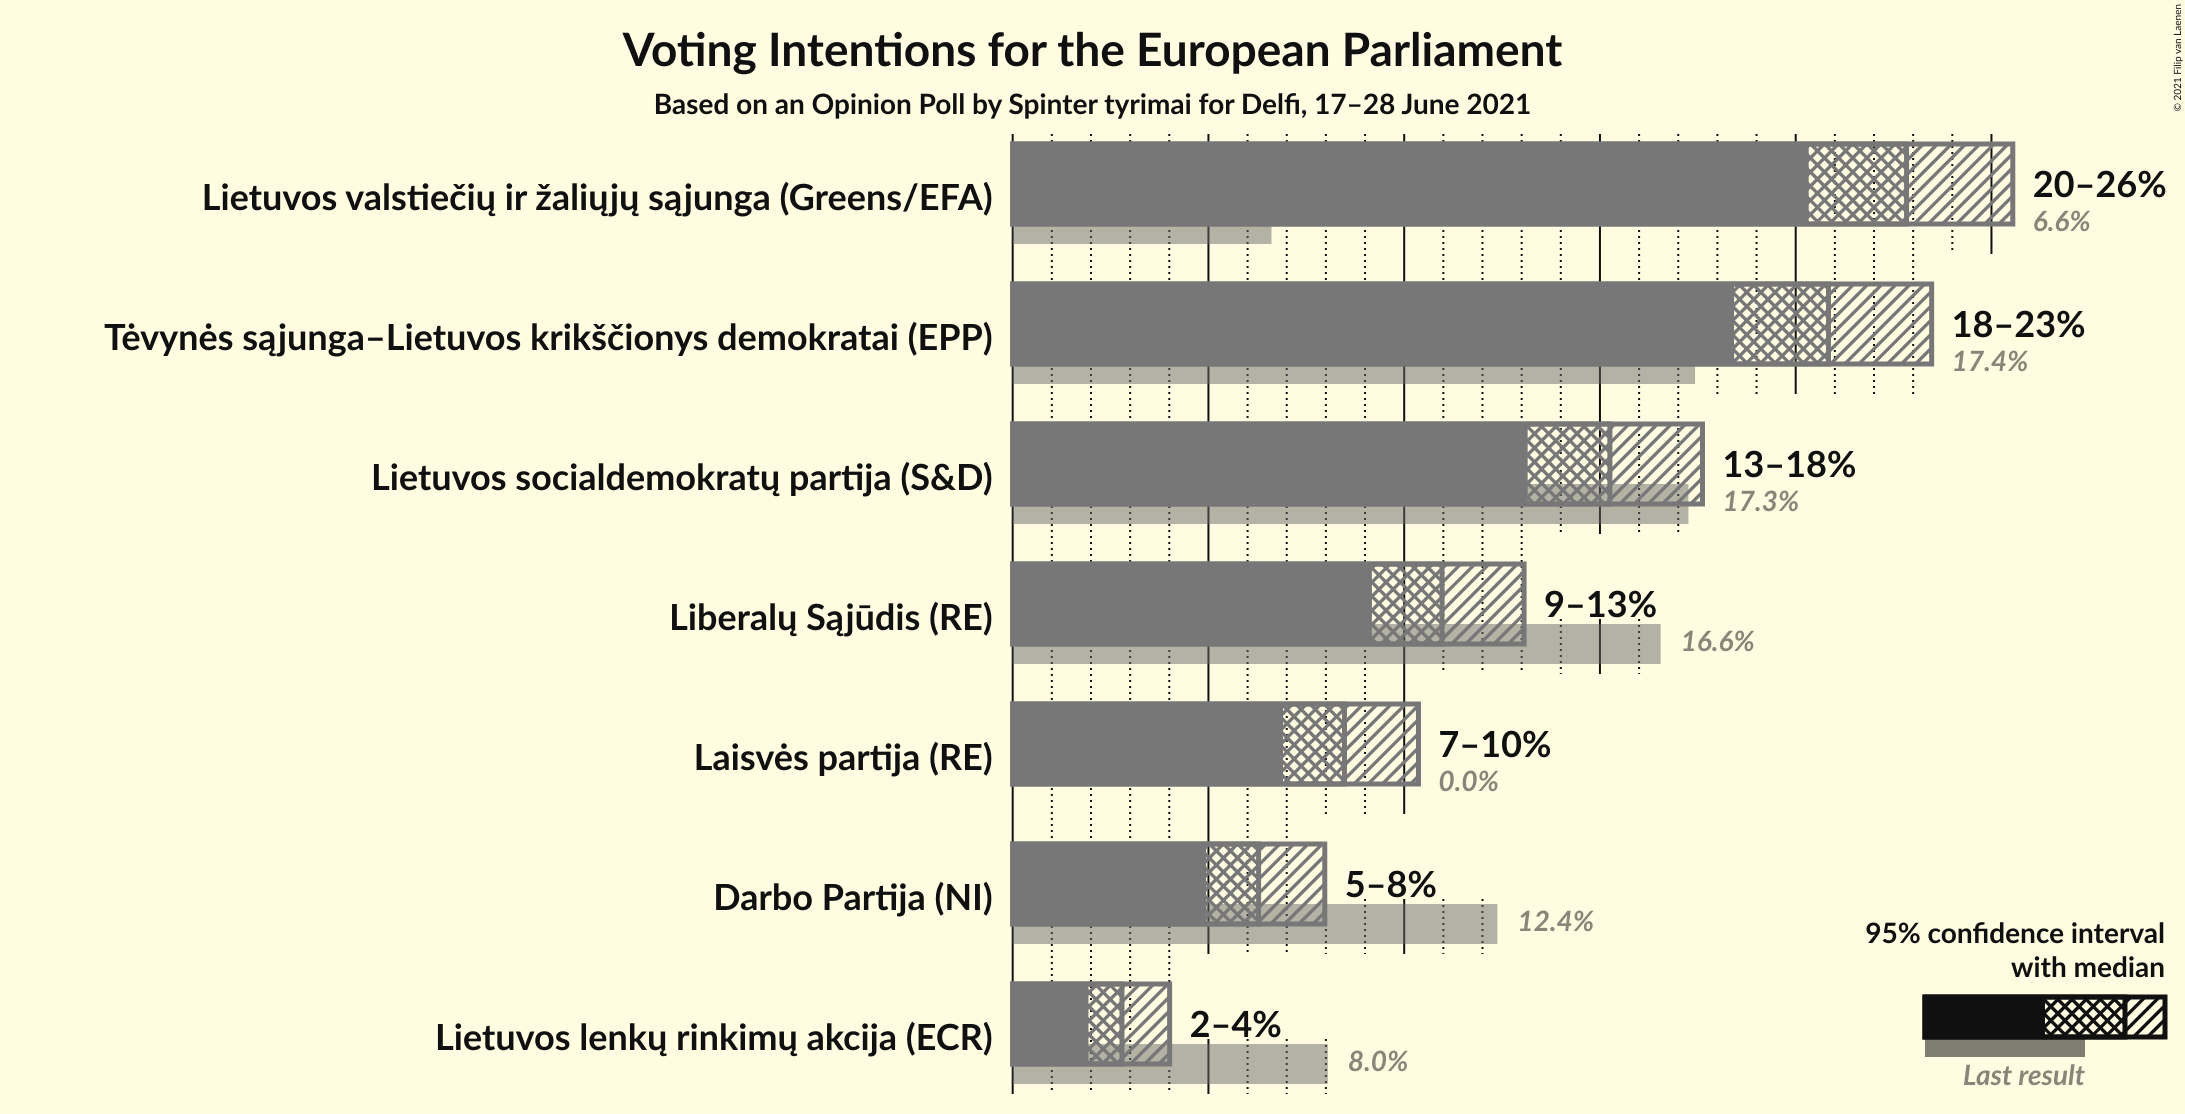 Voting Intentions for the European Parliament
Based on an Opinion Poll by Spinter tyrimai for Delfi, 17–28 June 2021
© 2021 Filip van Laenen
Lietuvos valstiečių ir žaliųjų sąjunga (Greens/EFA)
20–26%
6.6%
Tėvynės sąjunga–Lietuvos krikščionys demokratai (EPP)
18–23%
17.4%
Lietuvos socialdemokratų partija (S&D)
13–18%
17.3%
Liberalų Sąjūdis (RE)
9–13%
16.6%
Laisvės partija (RE)
7–10%
0.0%
Darbo Partija (NI)
5–8%
12.4%
Lietuvos lenkų rinkimų akcija (ECR)
2–4%
8.0%
95% confidence interval
with median
Last result